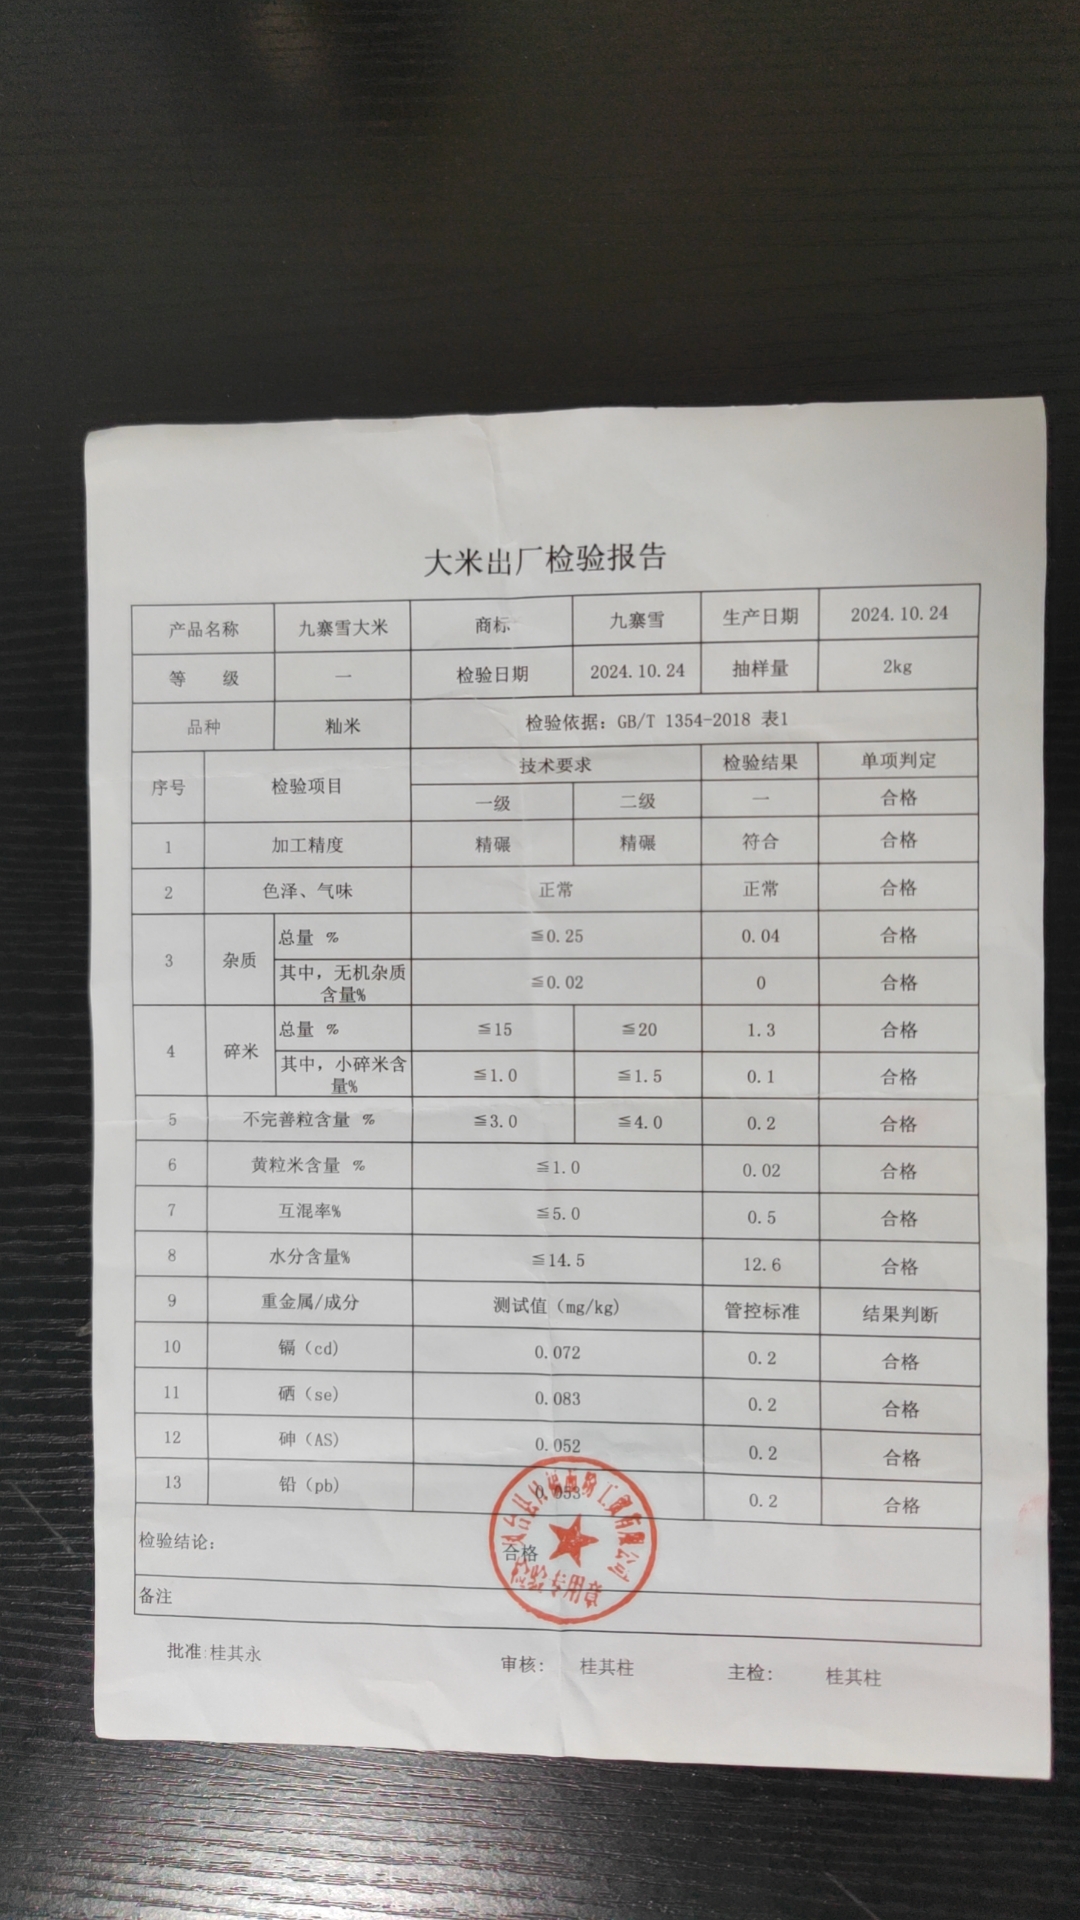 大米出厂检验报告
产品名称 九寨雪大米 商标 九寨雪 生产日期 2024.10.24
等 级 一 检验日期 2024.10.24 抽样量 2kg
品种 籼米 检验依据: GB/T 1354-2018 表1
序号 检验项目 技术要求 检验结果 单项判定
一级 二级 一 合格
1 加工精度 精碾 精碾 符合 合格
2 色泽、气味 正常 正常 合格
3 杂质 总量 % ≦0.25 0.04 合格
其中，无机杂质含量% ≦0.02 0 合格
4 碎米 总量 % ≦15 ≦20 1.3 合格
其中，小碎米含量% ≦1.0 ≦1.5 0.1 合格
5 不完善粒含量 % ≦3.0 ≦4.0 0.2 合格
6 黄粒米含量 % ≦1.0 0.02 合格
7 互混率% ≦5.0 0.5 合格
8 水分含量% ≦14.5 12.6 合格
9 重金属/成分 测试值（mg/kg） 管控标准 结果判断
10 镉（cd） 0.072 0.2 合格
11 硒（se） 0.083 0.2 合格
12 砷（AS） 0.052 0.2 合格
13 铅（pb） 0.053 0.2 合格
检验结论: 合格
检验专用章
备注
批准:桂其永 审核: 桂其柱 主检: 桂其柱